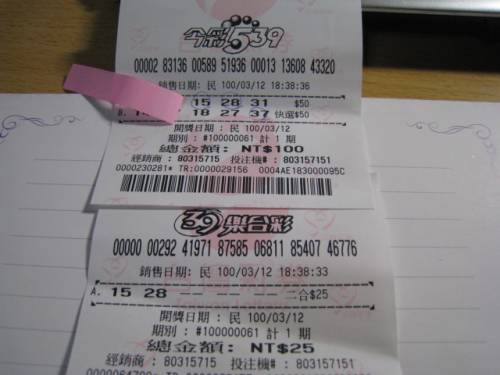 今彩539
00002 83136 00589 51936 00013 13608 43320
銷售日期: 民 100/03/12 18:38:36
15 28 31 $50
B. 18 27 37 快選$50
開獎日期 : 民 100/03/12
期別 : #100000061 計 1 期
總金額: NT$100
經銷商 : 80315715 投注機# : 803157151
0000230281* TR:0000029156 0004AE183000095C
39樂合彩
00000 00292 41971 87585 06811 85407 46776
銷售日期: 民 100/03/12 18:38:33
A. 15 28 -- -- -- 二合$25
開獎日期 : 民 100/03/12
期別 : #100000061 計 1 期
總金額: NT$25
經銷商 : 80315715 投注機# : 803157151